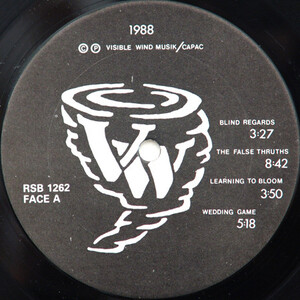 1988
© ℗ VISIBLE WIND MUSIK/CAPAC
VW
BLIND REGARDS
3:27
THE FALSE THRUTHS
8:42
LEARNING TO BLOOM
3:50
WEDDING GAME
5:18
RSB 1262
FACE A